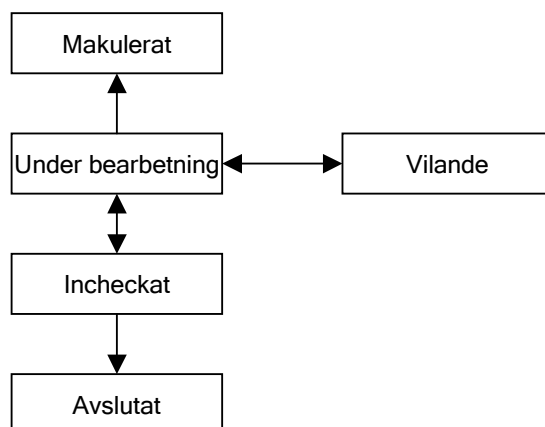 Makulerat
Under bearbetning
Vilande
Incheckat
Avslutat